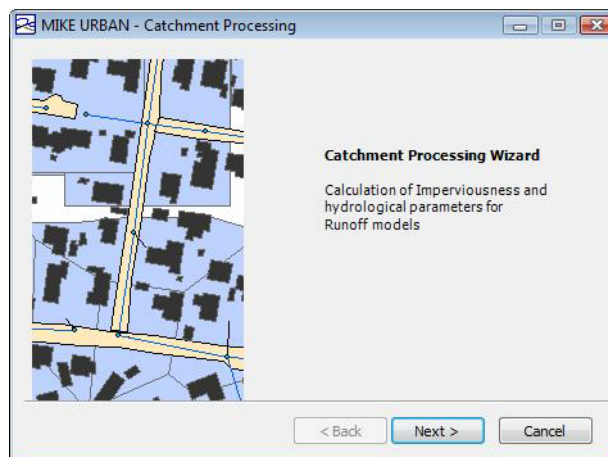 MIKE URBAN - Catchment Processing
Catchment Processing Wizard
Calculation of Imperviousness and
hydrological parameters for
Runoff models
< Back
Next >
Cancel